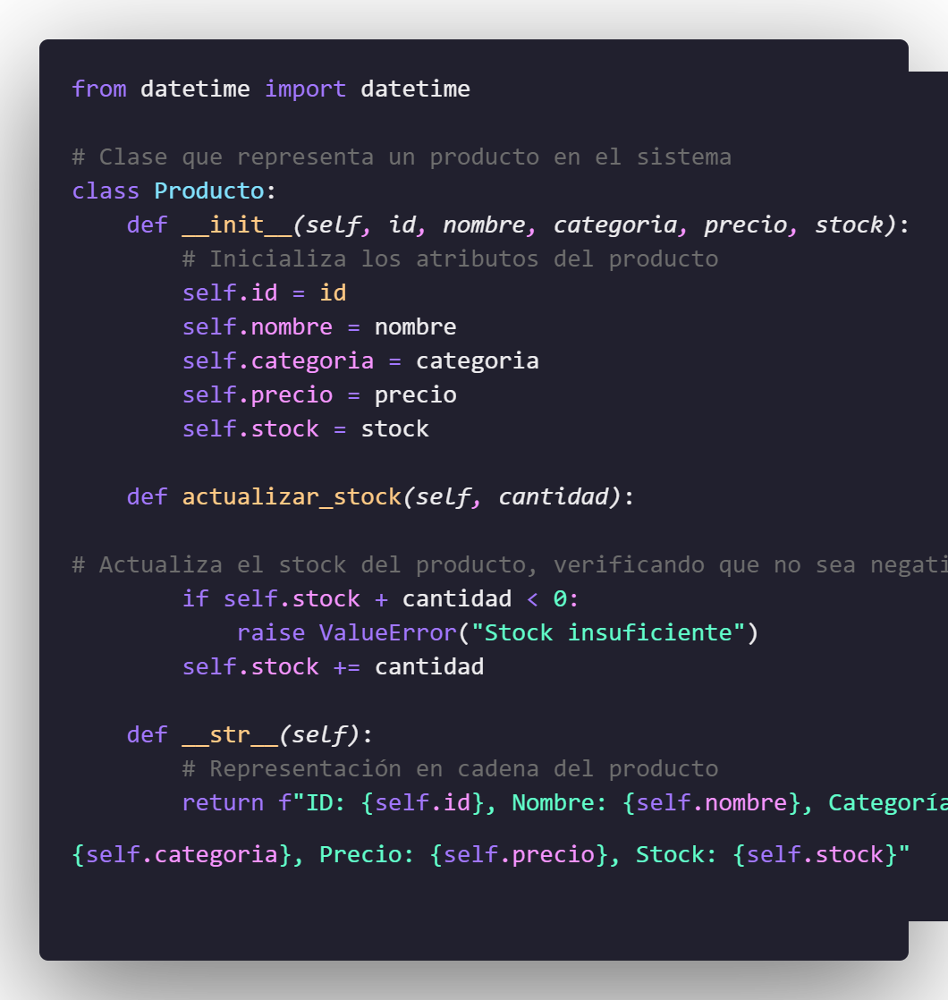 from datetime import datetime
# Clase que representa un producto en el sistema
class Producto:
    def __init__(self, id, nombre, categoria, precio, stock):
        # Inicializa los atributos del producto
        self.id = id
        self.nombre = nombre
        self.categoria = categoria
        self.precio = precio
        self.stock = stock
    def actualizar_stock(self, cantidad):
# Actualiza el stock del producto, verificando que no sea negati
        if self.stock + cantidad < 0:
            raise ValueError("Stock insuficiente")
        self.stock += cantidad
    def __str__(self):
        # Representación en cadena del producto
        return f"ID: {self.id}, Nombre: {self.nombre}, Categoría
{self.categoria}, Precio: {self.precio}, Stock: {self.stock}"